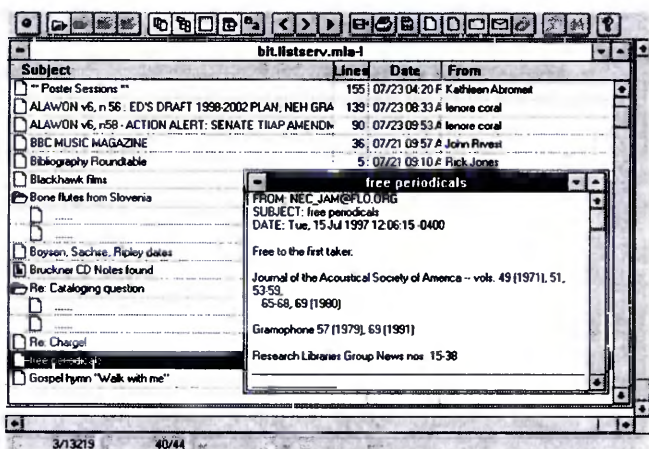 bit.listserv.mla-l
Subject Lines Date From
** Poster Sessions ** 155 07/23 04:20 F Kathleen Abromeit
ALAWON v6, n 56 : ED'S DRAFT 1998-2002 PLAN, NEH GRA 139 07/23 08:33 A lenore coral
ALAWON v6, n58 - ACTION ALERT: SENATE TIIAP AMENDM 90 07/23 09:53 A lenore coral
BBC MUSIC MAGAZINE 36 07/21 09:57 A John Rivest
Bibliography Roundtable 5 07/23 09:10 A Rick Jones
Blackhawk films
Bone flutes from Slovenia
......
......
Boysen, Sachse, Ripley dates
Bruckner CD Notes found
Re: Cataloging question
......
......
Re: Charge!
free periodicals
Gospel hymn "Walk with me"
free periodicals
FROM: NEC_JAM@FLO.ORG
SUBJECT: free periodicals
DATE: Tue, 15 Jul 1997 12:06:15 -0400
Free to the first taker.
Journal of the Acoustical Society of America -- vols. 49 (1971), 51,
53-59,
65-68, 69 (1980)
Gramophone 57 (1979), 69 (1991)
Research Libraries Group News nos 15-38
3/13219 40/44